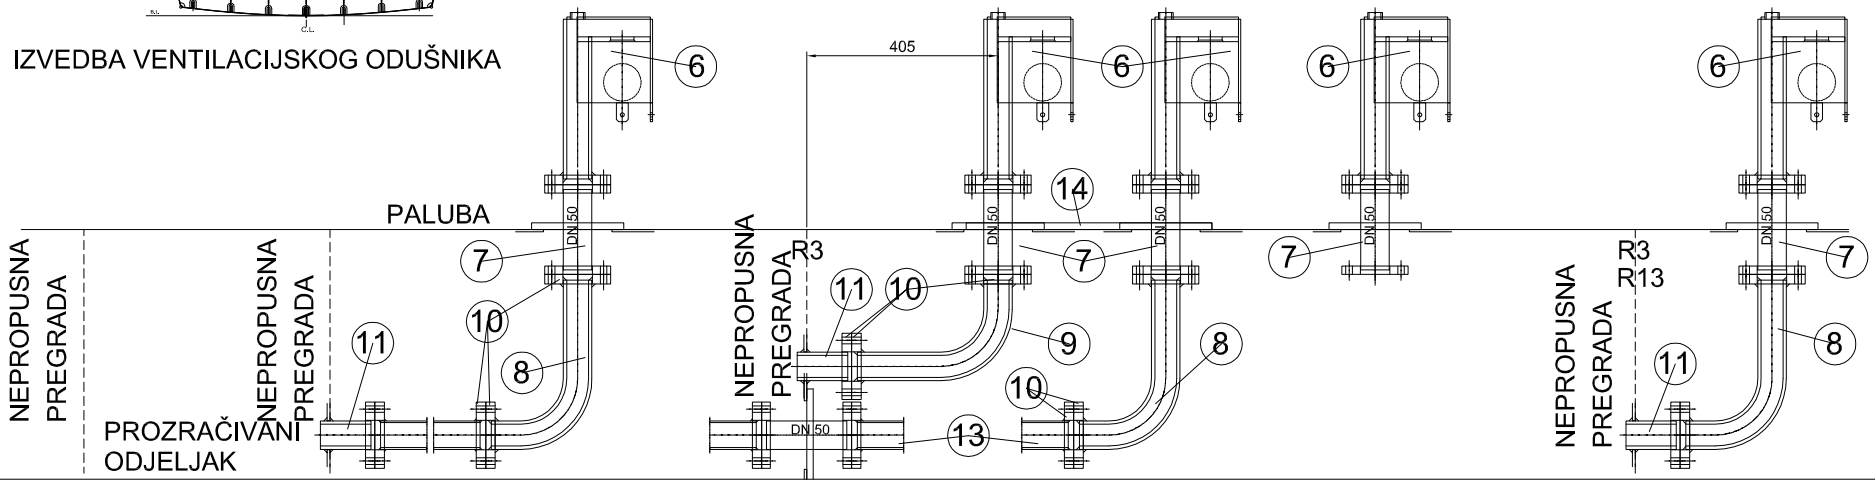 B.L.
C.L.
IZVEDBA VENTILACIJSKOG ODUŠNIKA
405
6
6
6
6
14
PALUBA
DN 50
DN 50
DN 50
DN 50
DN 50
7
7
7
7
NEPROPUSNA
PREGRADA
NEPROPUSNA
PREGRADA
NEPROPUSNA
PREGRADA
R3
NEPROPUSNA
PREGRADA
R3
R13
11
10
10
11
9
8
8
8
11
10
PROZRAČIVANI
ODJELJAK
DN 50
13